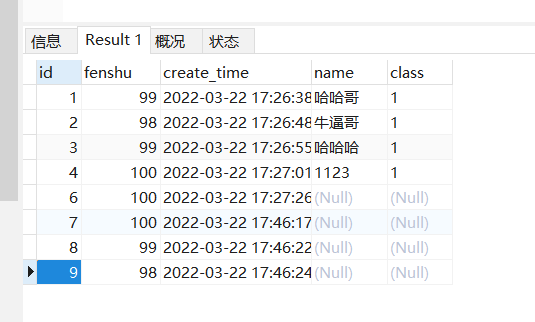 信息 Result 1 概况 状态
id fenshu create_time name class
1 99 2022-03-22 17:26:38 哈哈哥 1
2 98 2022-03-22 17:26:48 牛逼哥 1
3 99 2022-03-22 17:26:55 哈哈哈 1
4 100 2022-03-22 17:27:01 1123 1
6 100 2022-03-22 17:27:26 (Null) (Null)
7 100 2022-03-22 17:46:17 (Null) (Null)
8 99 2022-03-22 17:46:22 (Null) (Null)
9 98 2022-03-22 17:46:24 (Null) (Null)